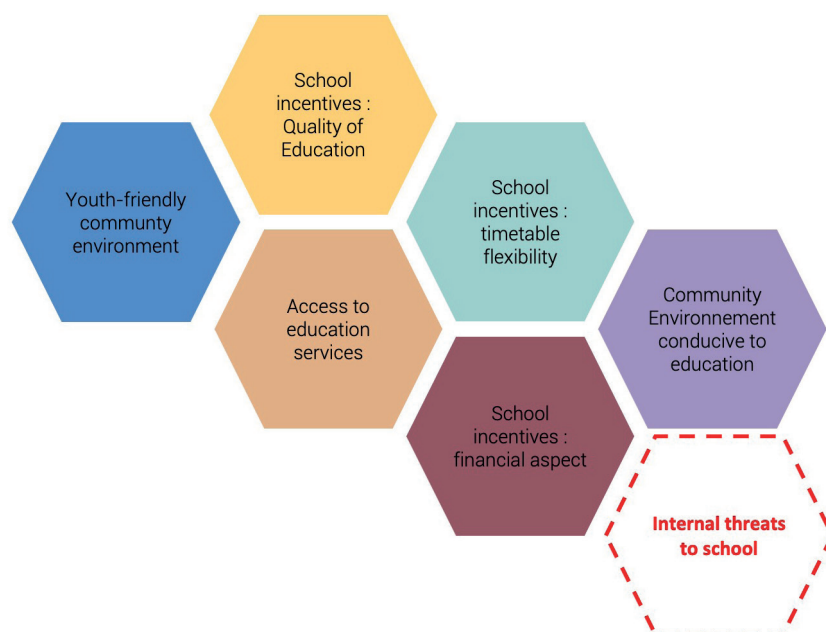 School
incentives :
Quality of
Education
Youth-friendly
communty
environment
School
incentives :
timetable
flexibility
Access to
education
services
Community
Environnement
conducive to
education
School
incentives :
financial aspect
Internal threats
to school